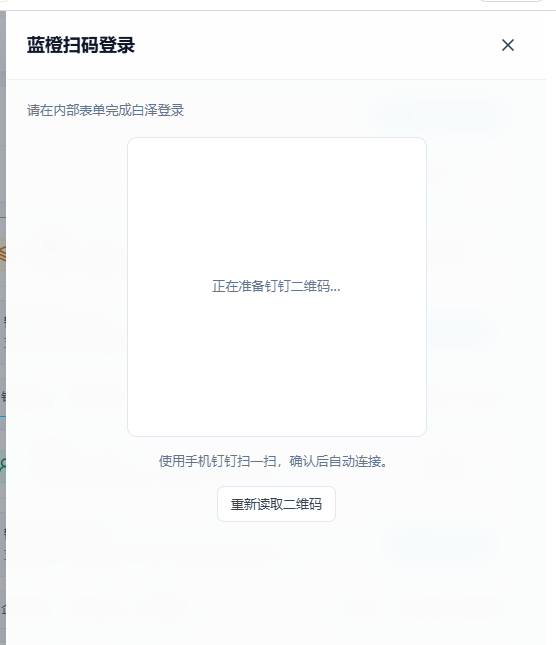 蓝橙扫码登录
请在内部表单完成白泽登录
正在准备钉钉二维码...
使用手机钉钉扫一扫，确认后自动连接。
重新读取二维码